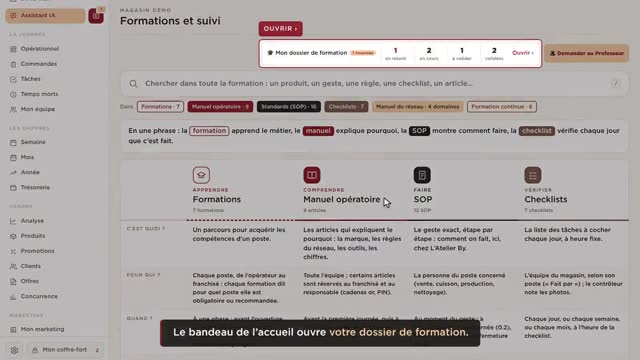 MAGASIN DÉMO
Formations et suivi
Assistant IA
OUVRIR ›
Mon dossier de formation
1 nouveau
1 en retard
2 en cours
1 à valider
2 validées
Ouvrir ›
Demander au Professeur
LA JOURNÉE
Opérationnel
Commandes
Tâches
Temps morts
Mon équipe
LES CHIFFRES
Semaine
Mois
Année
Trésorerie
VENDRE
Analyse
Produits
Promotions
Clients
Offres
Concurrence
MARKETING
Mon marketing
Mon coffre-fort 2
Chercher dans toute la formation : un produit, un geste, une règle, une checklist, un article...
/
Dans
Formations · 7
Manuel opératoire · 9
Standards (SOP) · 16
Checklists · 7
Manuel du réseau · 4 domaines
Formation continue · 6
En une phrase : la formation apprend le métier, le manuel explique pourquoi, la SOP montre comment faire, la checklist vérifie chaque jour
que c'est fait.
APPRENDRE
Formations
7 formations
COMPRENDRE
Manuel opératoire
9 articles
FAIRE
SOP
12 SOP
VÉRIFIER
Checklists
7 checklists
C'EST QUOI ?
Un parcours pour acquérir les
compétences d'un poste.
Les articles qui expliquent le
pourquoi : la marque, les règles
du réseau, les outils, les
chiffres.
Le geste exact, étape par
étape : comment on fait, ici,
chez L'Atelier By.
La liste des tâches à cocher
chaque jour, à heure fixe.
POUR QUI ?
Chaque poste, de l'opérateur au
franchisé ; chaque formation dit
pour quel poste elle est
obligatoire ou recommandée.
Toute l'équipe ; certains articles
sont réservés au franchisé et au
responsable (cadenas or, PIN).
La personne du poste concerné
(vente, cuisson, production,
nettoyage).
L'équipe du magasin, selon son
poste (« Fait par ») ; le contrôleur
note les photos.
QUAND ?
Chaque jour, ou chaque semaine,
ou chaque mois, à l'heure de la
checklist.
Le bandeau de l'accueil ouvre votre dossier de formation.